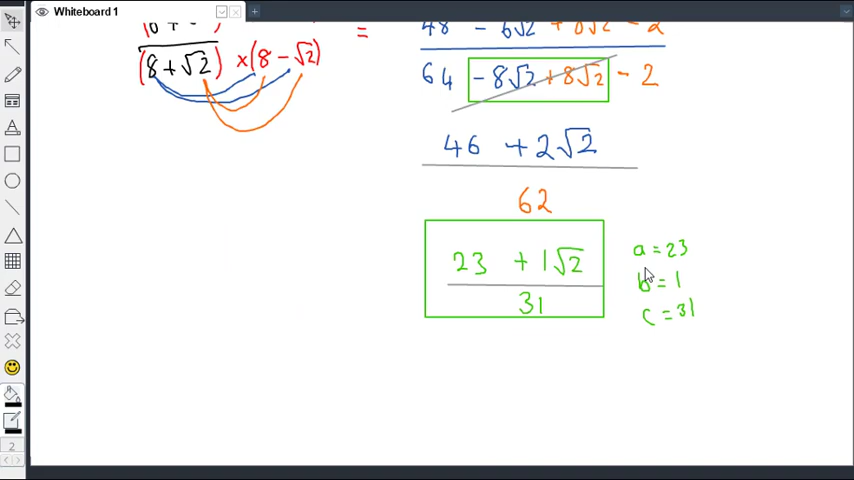 Whiteboard 1
48 - 6√2 + 8√2 - 2
=
(8 + √2) x (8 - √2)
64 - 8√2 + 8√2 - 2
46 + 2√2
62
23 + 1√2
31
a = 23
b = 1
c = 31
2